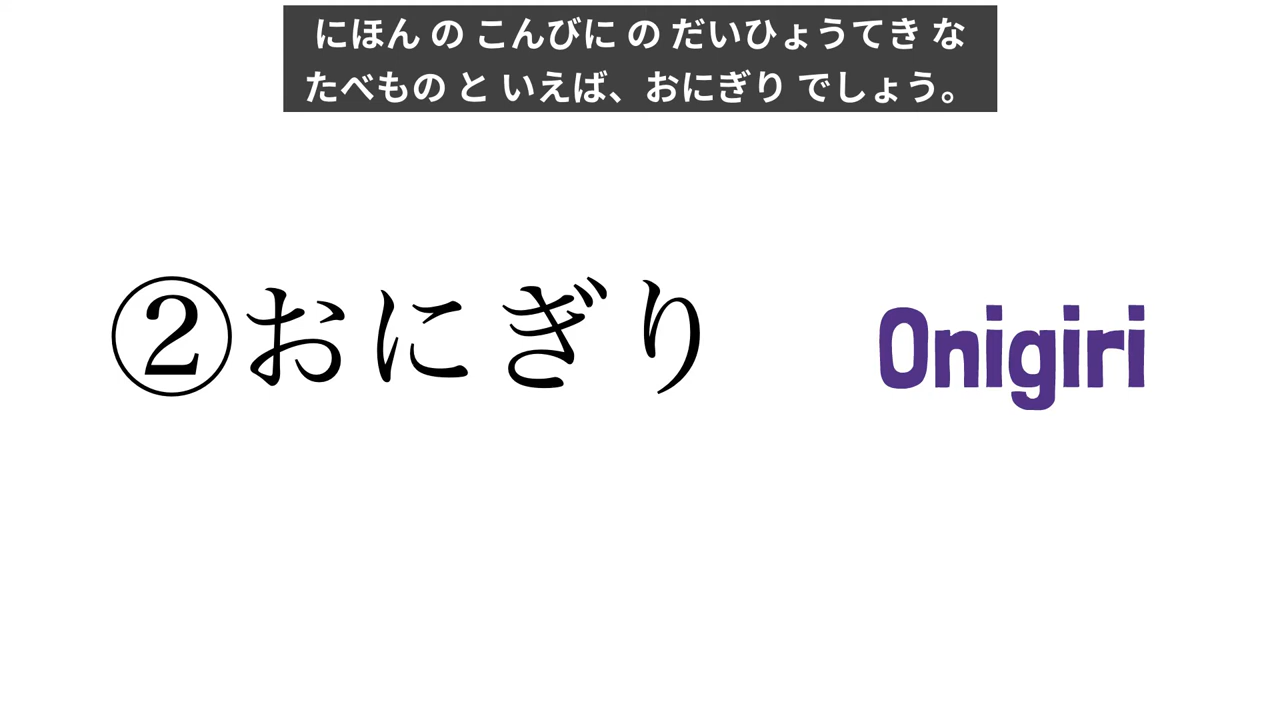 にほん の こんびに の だいひょうてき な
たべもの と いえば、おにぎり でしょう。
②おにぎり
Onigiri